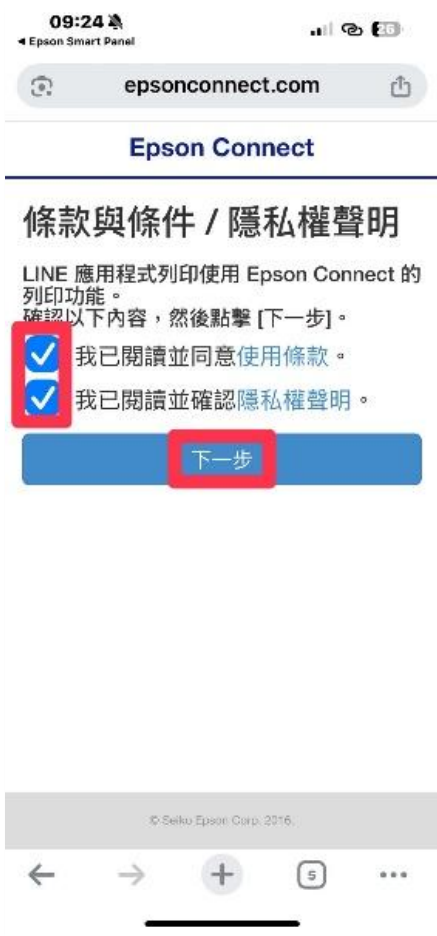 09:24
◀ Epson Smart Panel
26
epsonconnect.com
Epson Connect
條款與條件 / 隱私權聲明
LINE 應用程式列印使用 Epson Connect 的
列印功能。
確認以下內容，然後點擊 [下一步]。
我已閱讀並同意使用條款。
我已閱讀並確認隱私權聲明。
下一步
© Seiko Epson Corp. 2016.
5